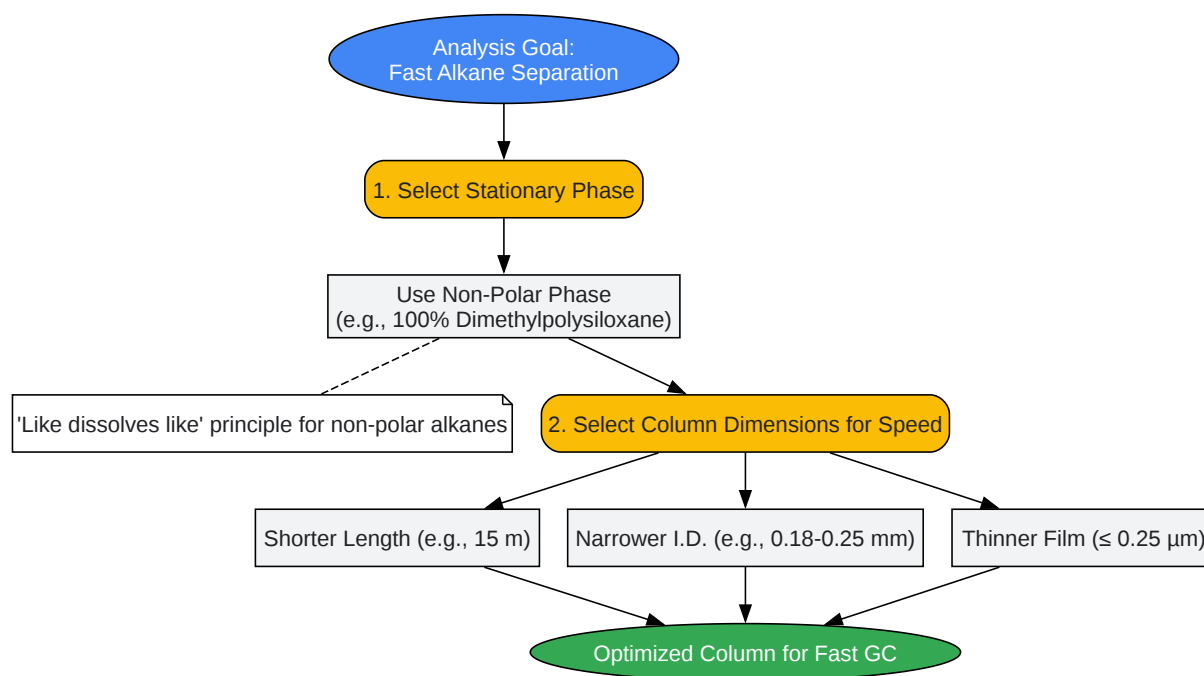 Analysis Goal:
Fast Alkane Separation
1. Select Stationary Phase
Use Non-Polar Phase
(e.g., 100% Dimethylpolysiloxane)
'Like dissolves like' principle for non-polar alkanes
2. Select Column Dimensions for Speed
Shorter Length (e.g., 15 m)
Narrower I.D. (e.g., 0.18-0.25 mm)
Thinner Film (≤ 0.25 µm)
Optimized Column for Fast GC